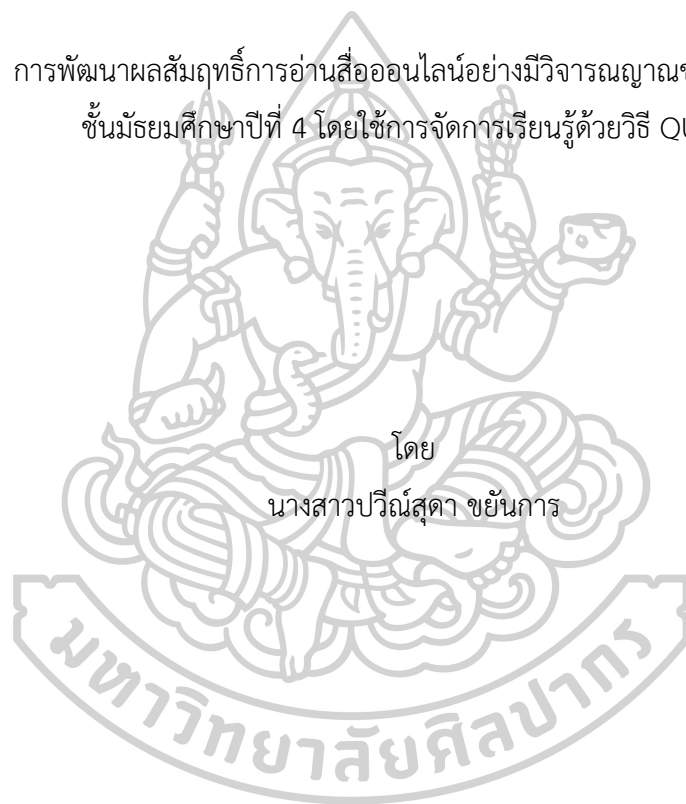 การพัฒนาผลสัมฤทธิ์การอ่านสื่อออนไลน์อย่างมีวิจารณญาณ
ชั้นมัธยมศึกษาปีที่ 4 โดยใช้การจัดการเรียนรู้ด้วยวิธี
โดย
นางสาวปวีณ์สุดา ขยันการ
มหาวิทยาลัยศิลปากร